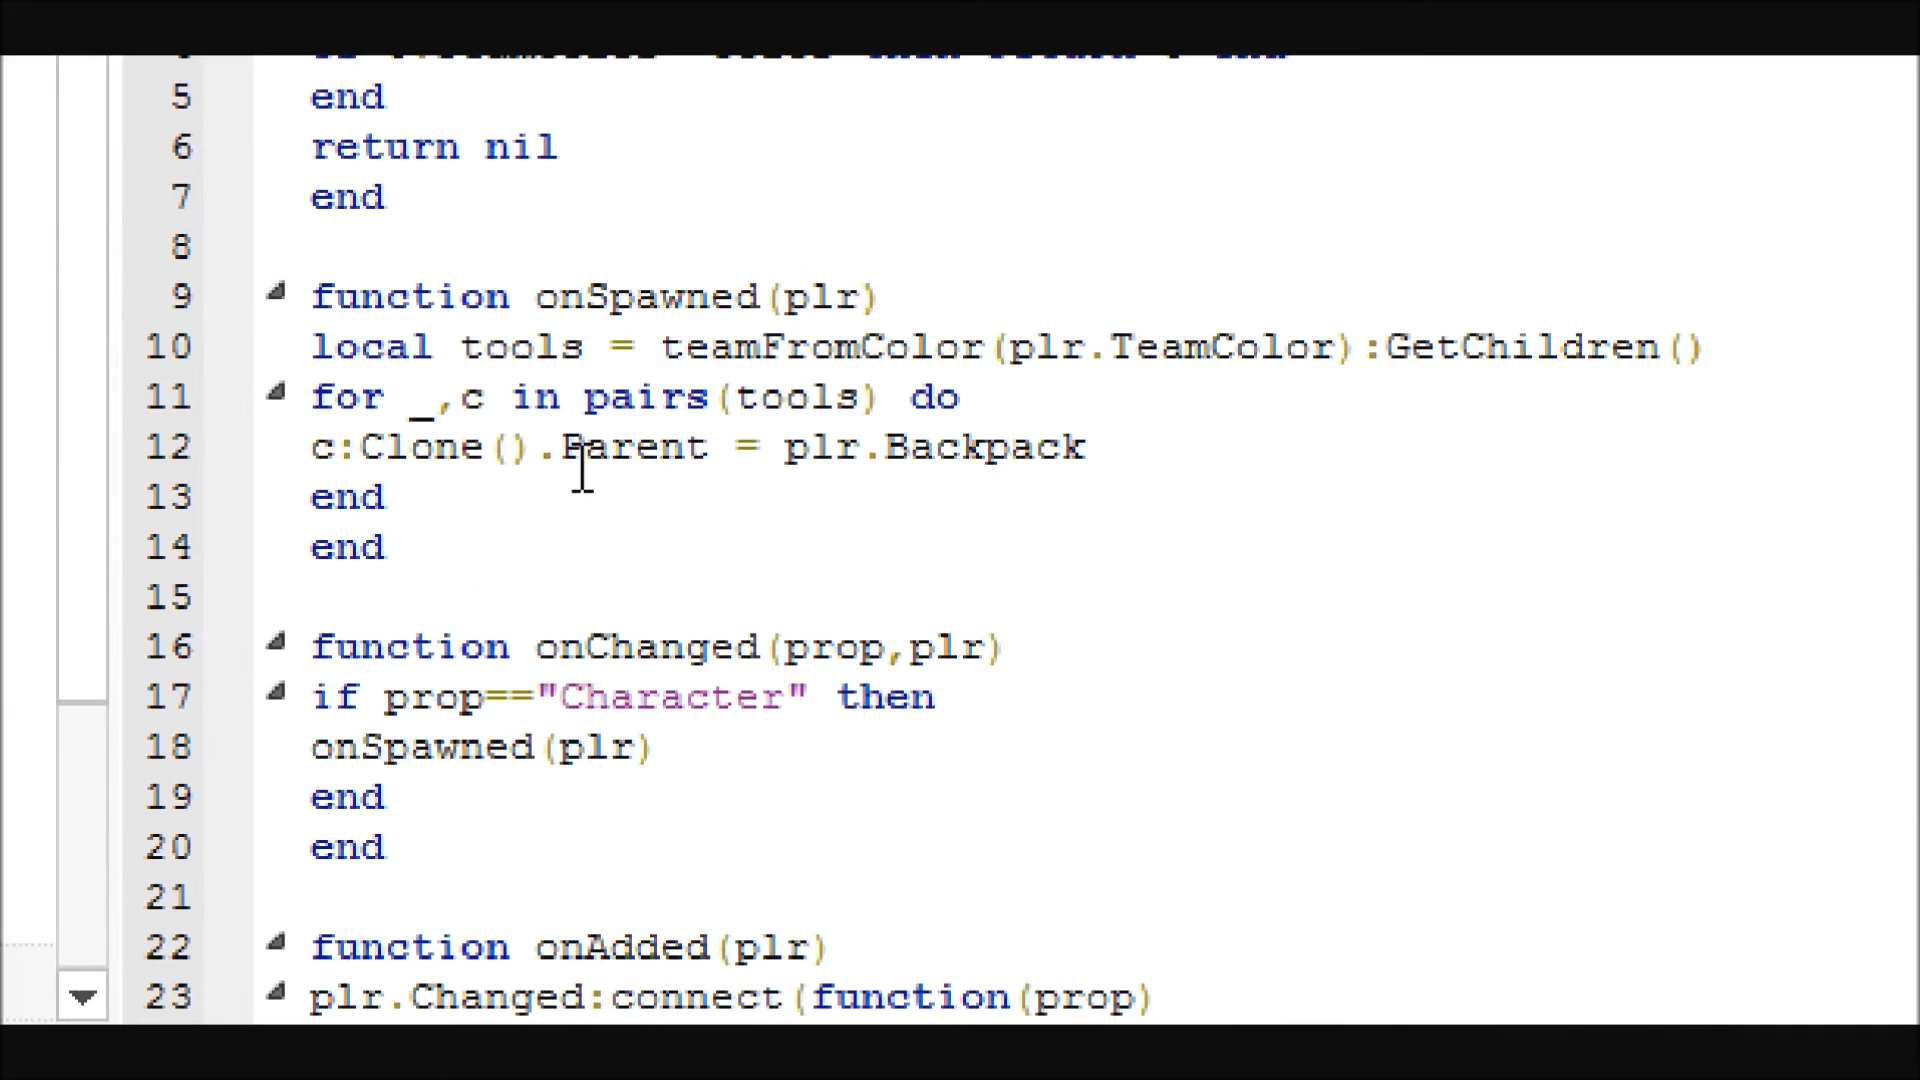 5 end
6 return nil
7 end
8
9 function onSpawned(plr)
10 local tools = teamFromColor(plr.TeamColor):GetChildren()
11 for _,c in pairs(tools) do
12 c:Clone().Parent = plr.Backpack
13 end
14 end
15
16 function onChanged(prop,plr)
17 if prop=="Character" then
18 onSpawned(plr)
19 end
20 end
21
22 function onAdded(plr)
23 plr.Changed:connect(function(prop)